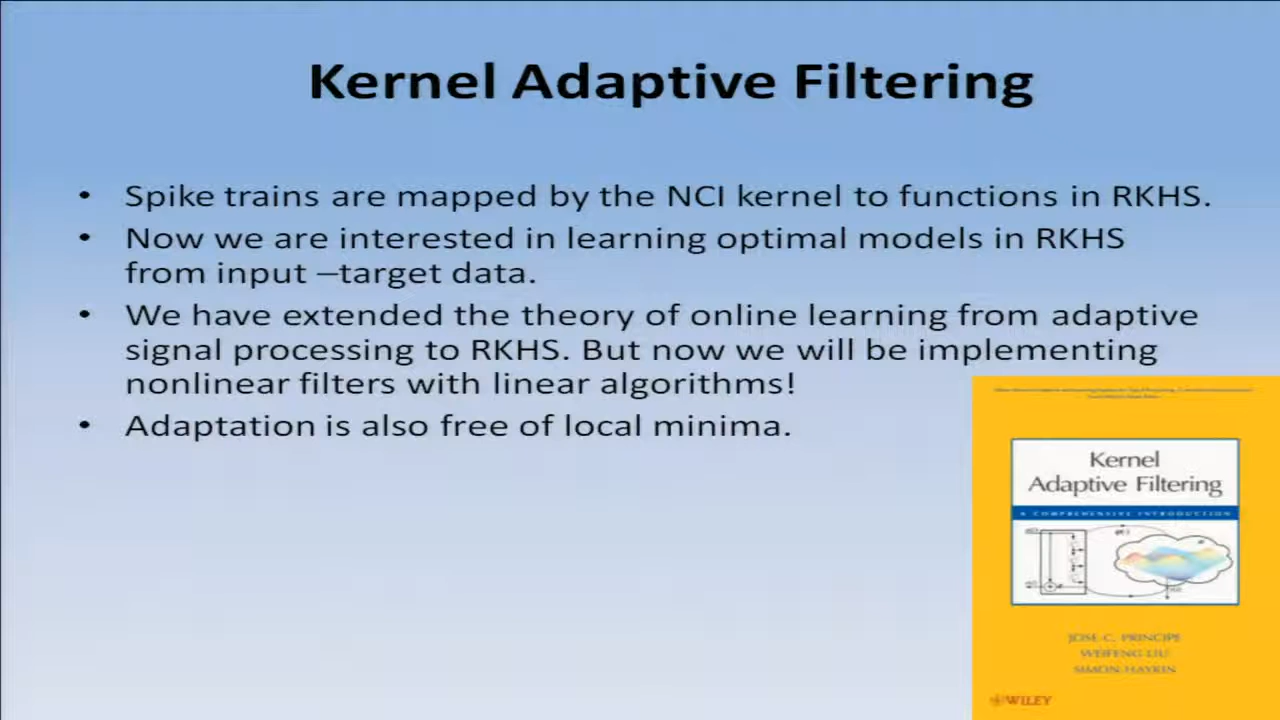 Kernel Adaptive Filtering
• Spike trains are mapped by the NCI kernel to functions in RKHS.
• Now we are interested in learning optimal models in RKHS
from input –target data.
• We have extended the theory of online learning from adaptive
signal processing to RKHS. But now we will be implementing
nonlinear filters with linear algorithms!
• Adaptation is also free of local minima.
Kernel
Adaptive Filtering
A COMPREHENSIVE INTRODUCTION
JOSE C. PRINCIPE
WEIFENG LIU
SIMON HAYKIN
WILEY